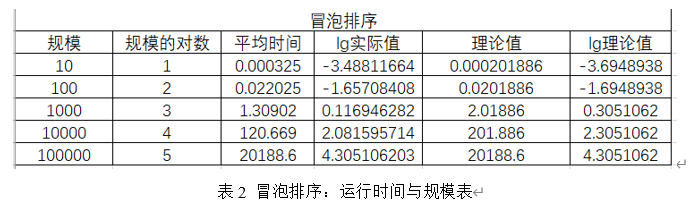 冒泡排序
规模 规模的对数 平均时间 lg实际值 理论值 lg理论值
10 1 0.000325 -3.48811664 0.000201886 -3.6948938
100 2 0.022025 -1.65708408 0.0201886 -1.6948938
1000 3 1.30902 0.116946282 2.01886 0.3051062
10000 4 120.669 2.081595714 201.886 2.3051062
100000 5 20188.6 4.305106203 20188.6 4.3051062
表 2 冒泡排序：运行时间与规模表